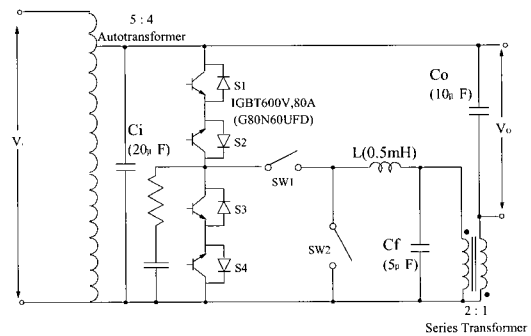 5 : 4
Autotransformer
S1
IGBT600V,80A
(G80N60UFD)
S2
Ci
(20μ F)
V
SW1
L(0.5mH)
S3
SW2
Cf
(5μ F)
S4
Co
(10μ F)
Vo
2 : 1
Series Transformer